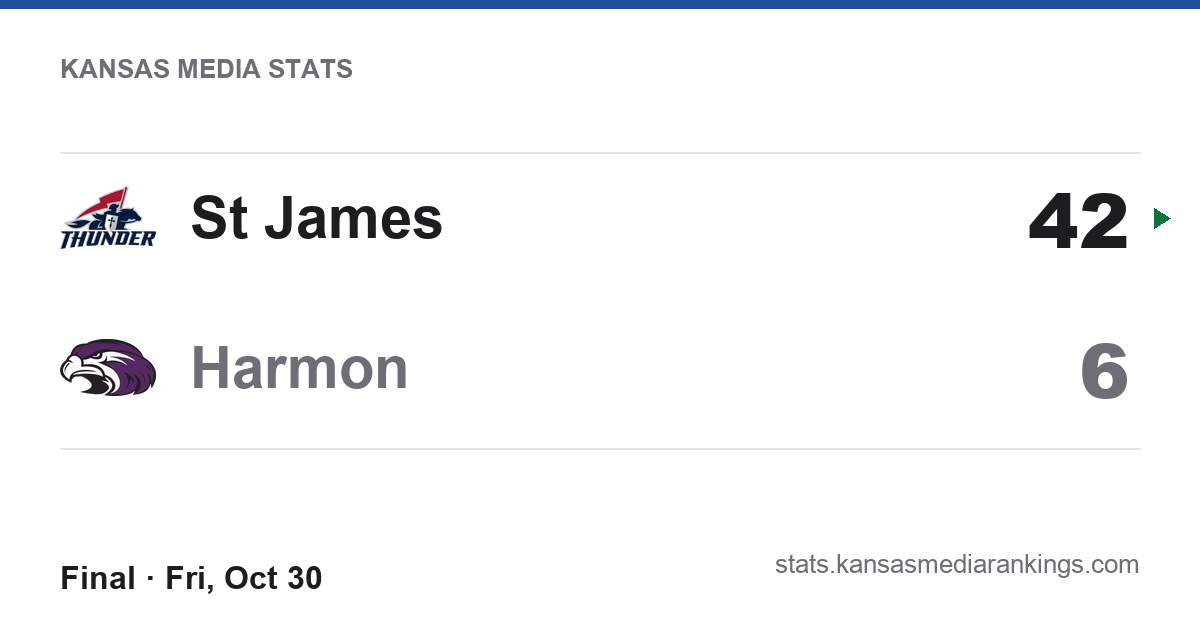 KANSAS MEDIA STATS
THUNDER
St James 42
Harmon 6
Final · Fri, Oct 30
stats.kansasmediarankings.com